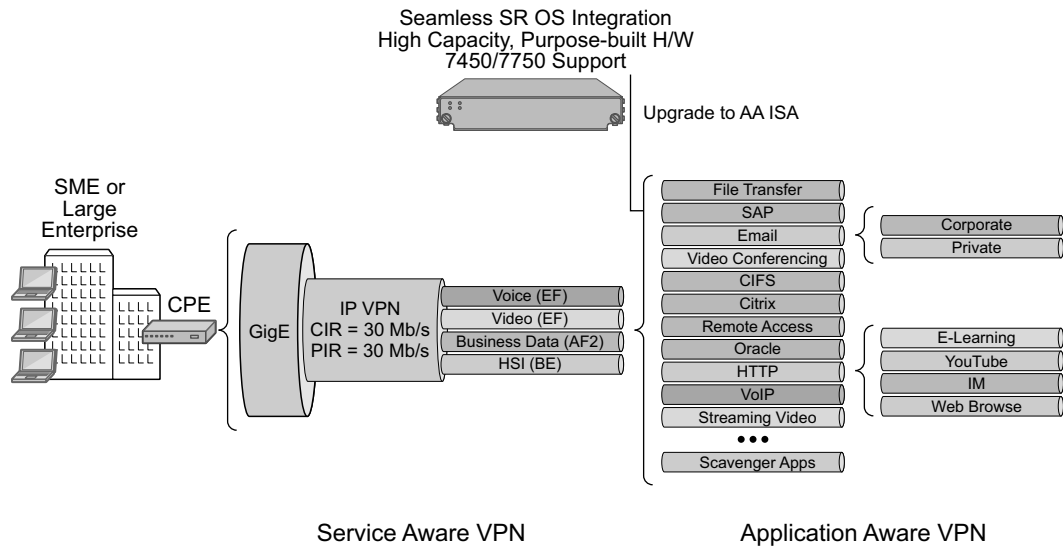 Seamless SR OS Integration
High Capacity, Purpose-built H/W
7450/7750 Support
Upgrade to AA ISA
SME or
Large
Enterprise
CPE
GigE
IP VPN
CIR = 30 Mb/s
PIR = 30 Mb/s
Voice (EF)
Video (EF)
Business Data (AF2)
HSI (BE)
File Transfer
SAP
Email
Video Conferencing
CIFS
Citrix
Remote Access
Oracle
HTTP
VoIP
Streaming Video
•••
Scavenger Apps
Corporate
Private
E-Learning
YouTube
IM
Web Browse
Service Aware VPN
Application Aware VPN